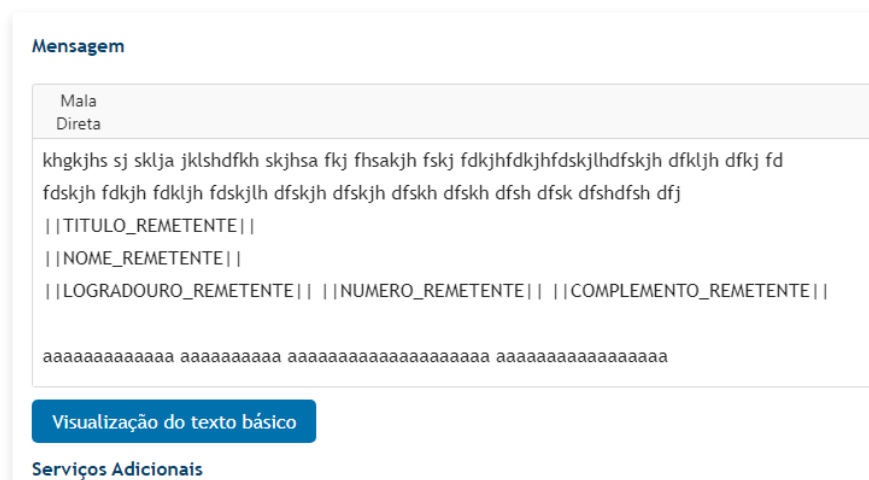 Mensagem
Mala
Direta
khgkjhs sj sklja jklshdfkh skjhsa fkj fhsakjh fskj fdkjhfdkjhfdskjlhdfskjh dfkljh dfkj fd
fdskjh fdkjh fdkljh fdskjlh dfskjh dfskjh dfskh dfskh dfsh dfsk dfshdfsh dfj
||TITULO_REMETENTE||
||NOME_REMETENTE||
||LOGRADOURO_REMETENTE|| ||NUMERO_REMETENTE|| ||COMPLEMENTO_REMETENTE||
aaaaaaaaaaaaa aaaaaaaaaa aaaaaaaaaaaaaaaaaaaa aaaaaaaaaaaaaaaaa
Visualização do texto básico
Serviços Adicionais